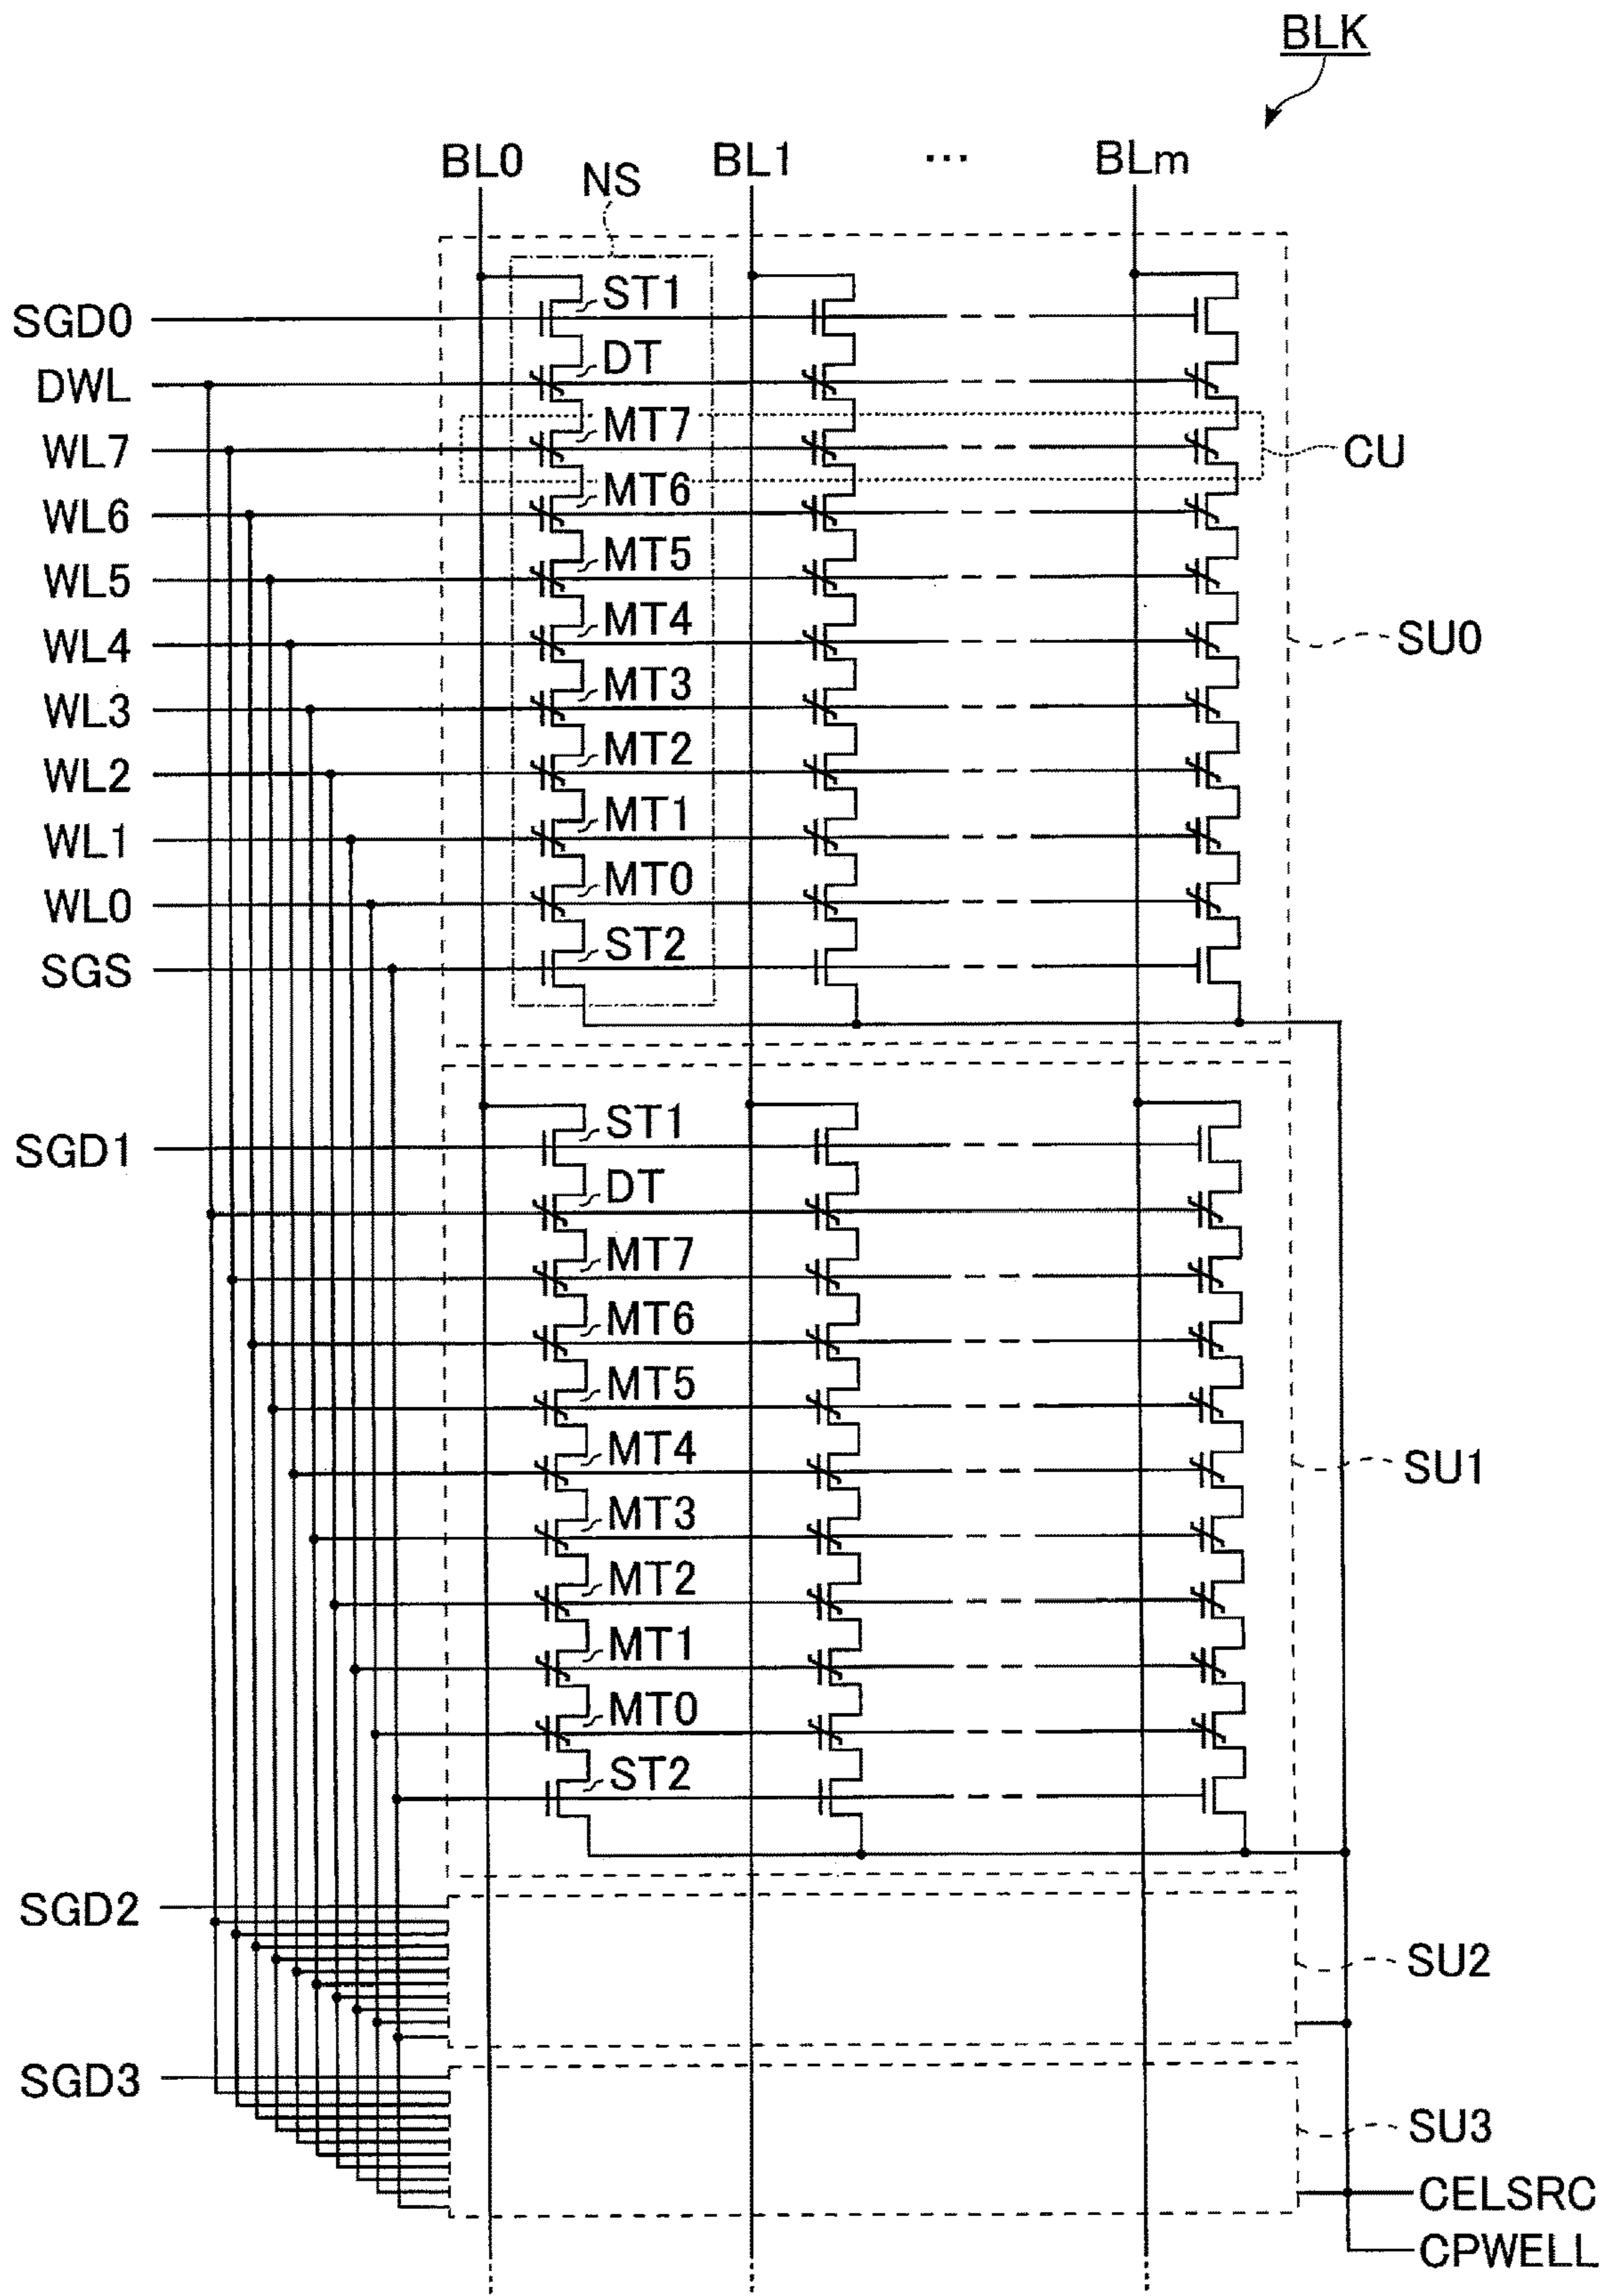 BLK
BL0 NS BL1 ... BLm
SGD0 ST1
DWL DT
WL7 MT7 CU
WL6 MT6
WL5 MT5
WL4 MT4 SU0
WL3 MT3
WL2 MT2
WL1 MT1
WL0 MT0
SGS ST2
SGD1 ST1
DT
MT7
MT6
MT5
MT4 SU1
MT3
MT2
MT1
MT0
ST2
SGD2
SU2
SGD3
SU3
CELSRC
CPWELL